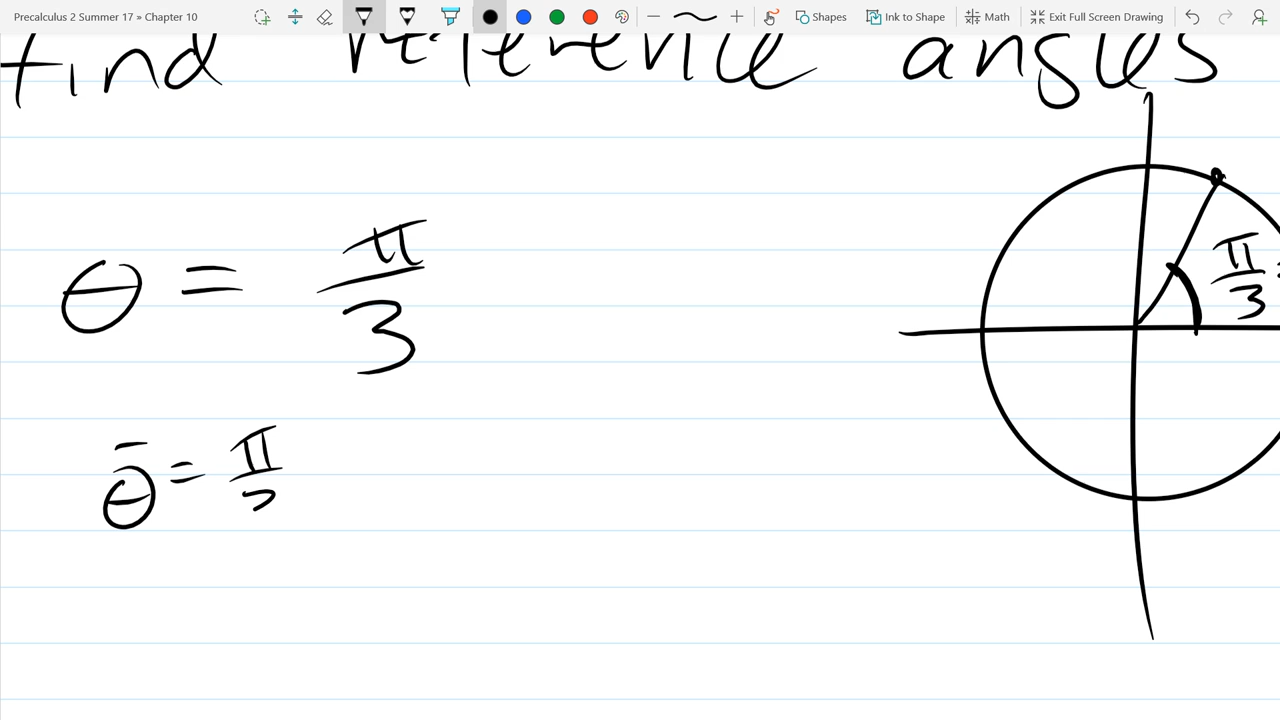 Precalculus 2 Summer 17 » Chapter 10
Shapes
Ink to Shape
Math
Exit Full Screen Drawing
find reference angles
θ = π/3
π/3
θ̄ = π